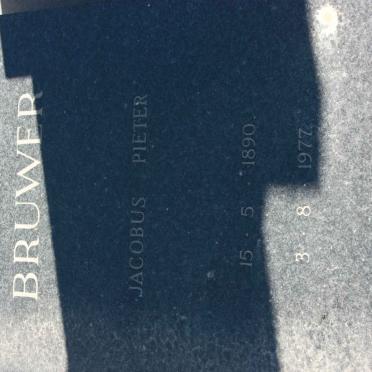 BRUWER
JACOBUS PIETER
15 · 5 · 1890.
3 · 8 · 1977.